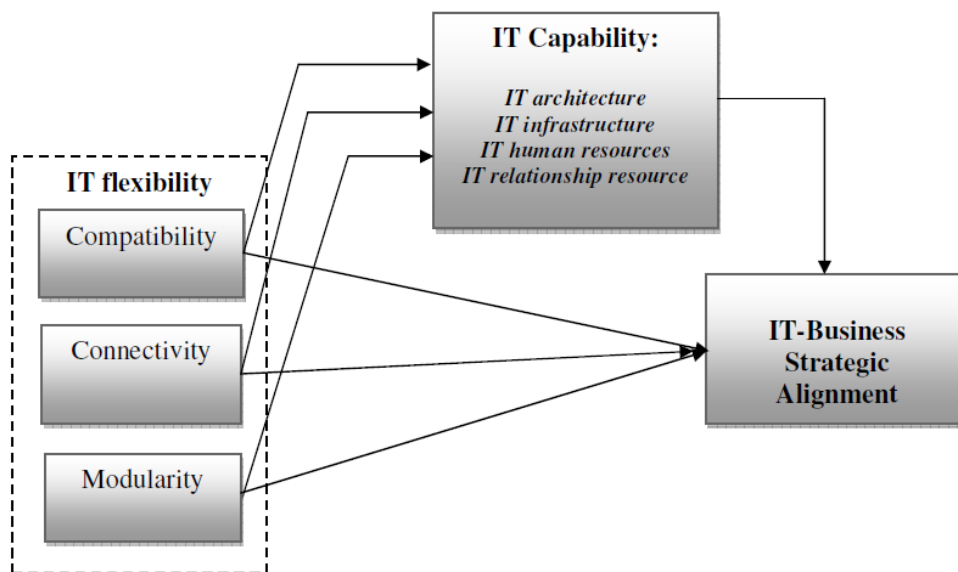 IT Capability:
IT architecture
IT infrastructure
IT human resources
IT relationship resource
IT flexibility
Compatibility
Connectivity
Modularity
IT-Business
Strategic
Alignment